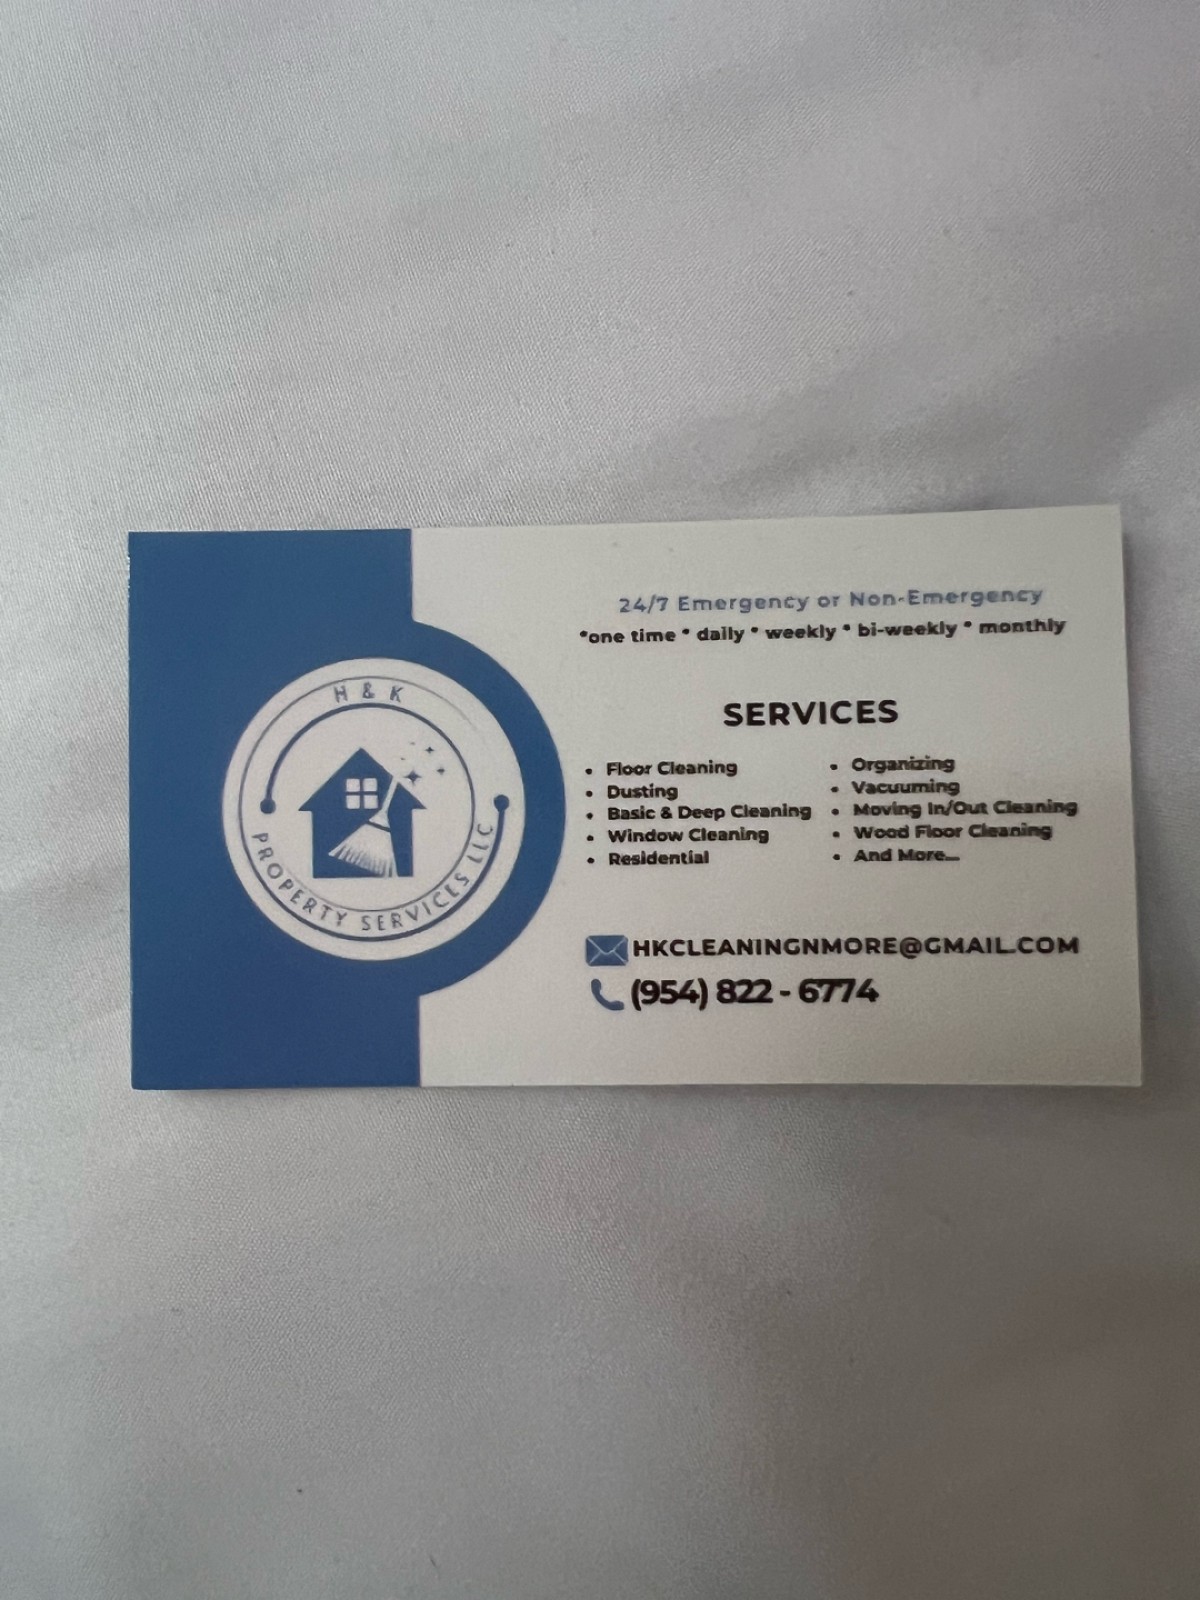 H & K
PROPERTY SERVICES LLC
24/7 Emergency or Non-Emergency
*one time * daily * weekly * bi-weekly * monthly
SERVICES
• Floor Cleaning
• Dusting
• Basic & Deep Cleaning
• Window Cleaning
• Residential
• Organizing
• Vacuuming
• Moving In/Out Cleaning
• Wood Floor Cleaning
• And More...
HKCLEANINGNMORE@GMAIL.COM
(954) 822 - 6774